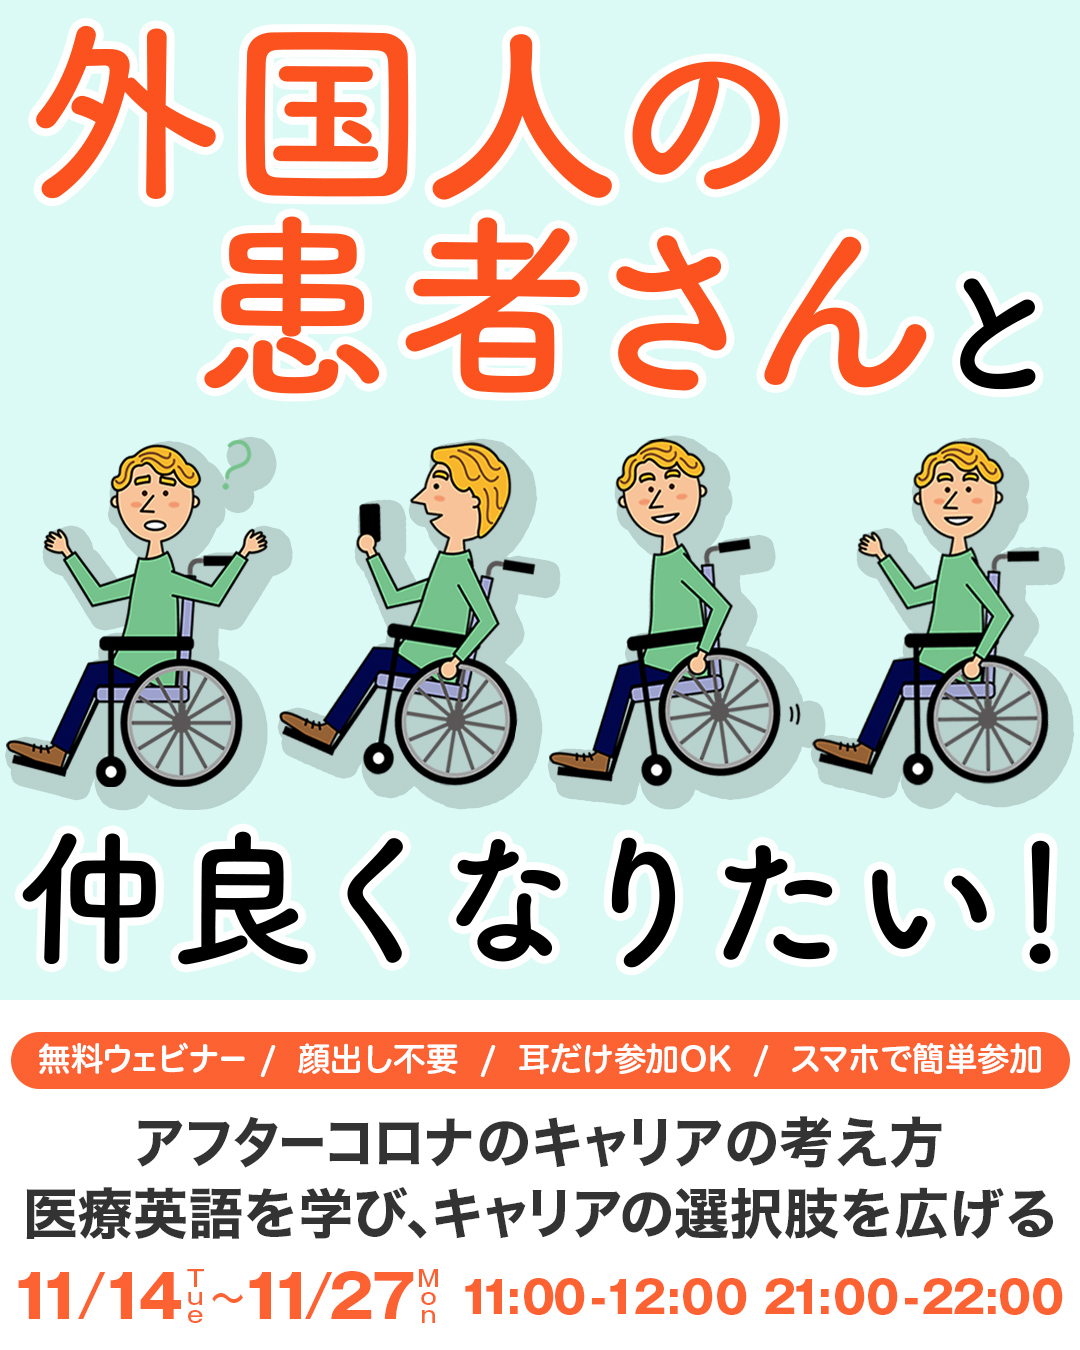 外国人の
患者さんと
?
仲良くなりたい!
無料ウェビナー / 顔出し不要 / 耳だけ参加OK / スマホで簡単参加
アフターコロナのキャリアの考え方
医療英語を学び、キャリアの選択肢を広げる
11/14 Tue ～ 11/27 Mon 11:00-12:00 21:00-22:00